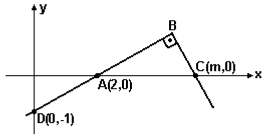 y
B
C(m,0)
x
A(2,0)
D(0,-1)